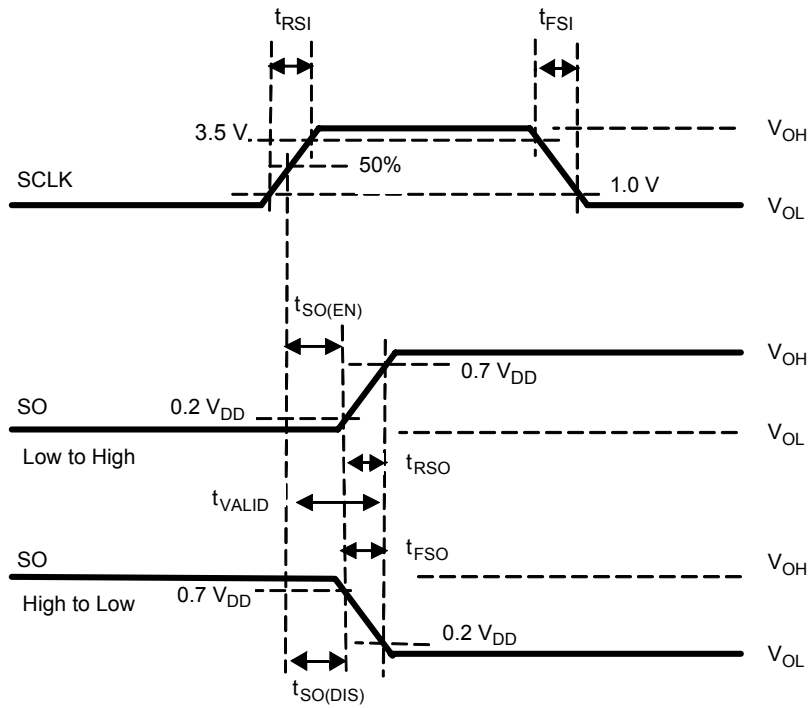 tRSI
tFSI
3.5 V
VOH
50%
SCLK
1.0 V
VOL
tSO(EN)
VOH
0.7 VDD
SO
0.2 VDD
VOL
Low to High
tRSO
tVALID
tFSO
SO
VOH
0.7 VDD
High to Low
0.2 VDD
VOL
tSO(DIS)